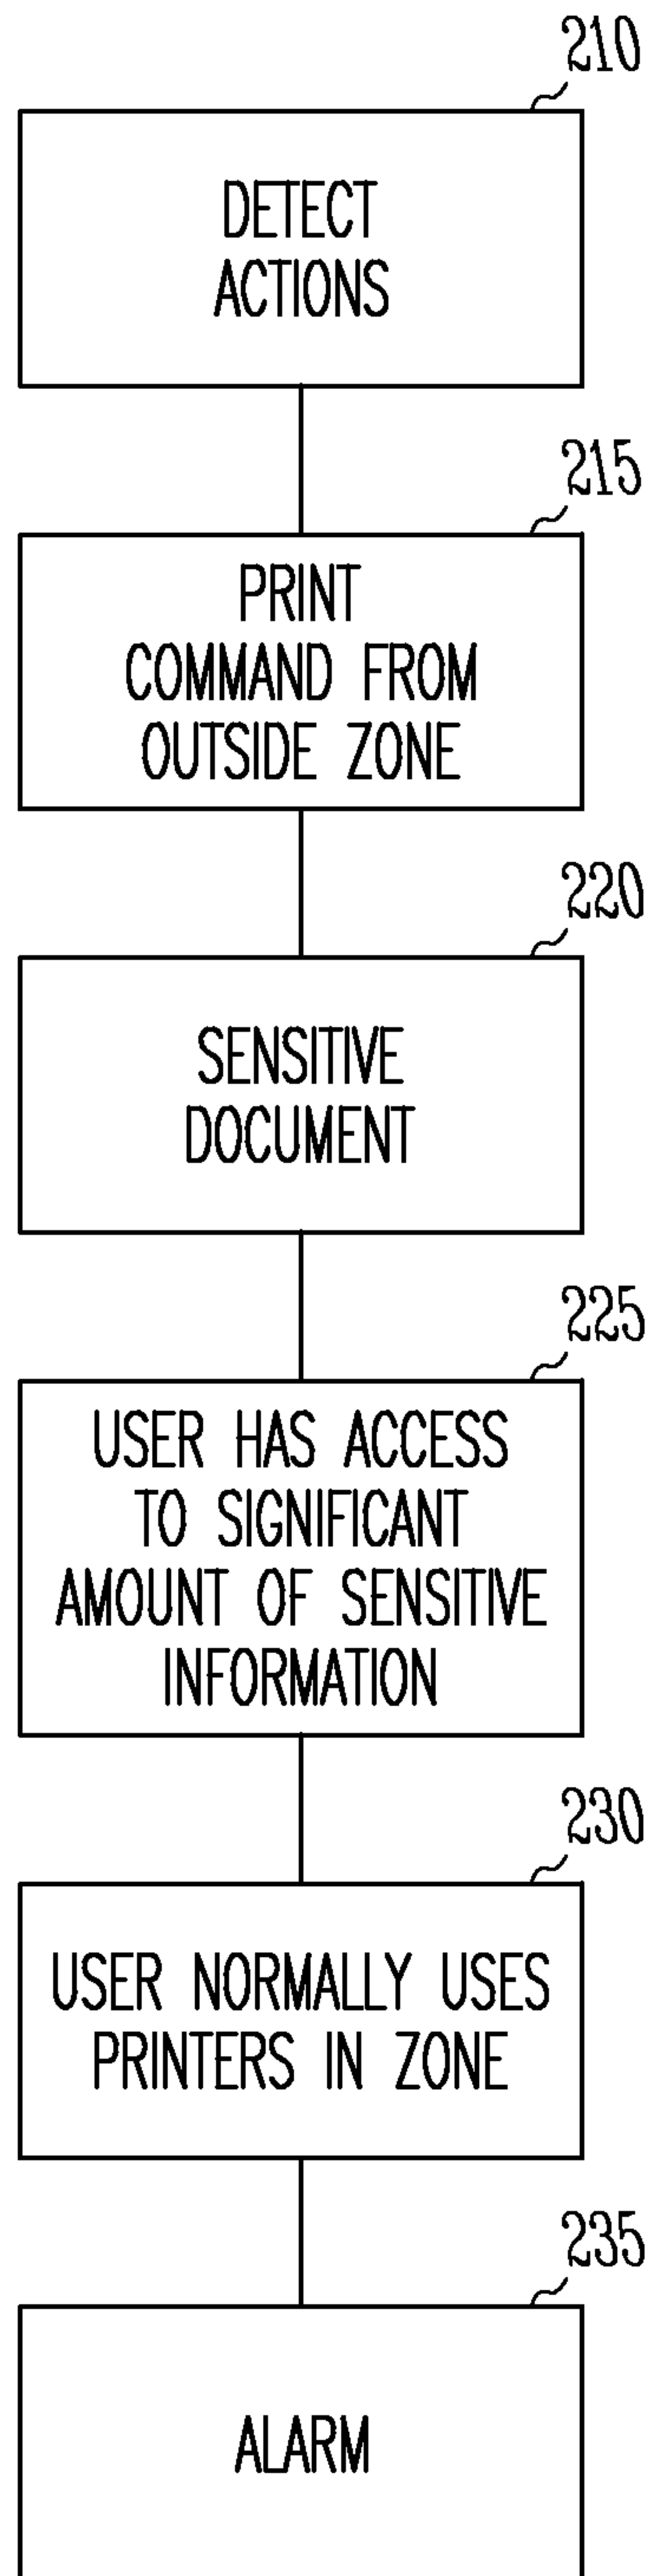 210
DETECT
ACTIONS
215
PRINT
COMMAND FROM
OUTSIDE ZONE
220
SENSITIVE
DOCUMENT
225
USER HAS ACCESS
TO SIGNIFICANT
AMOUNT OF SENSITIVE
INFORMATION
230
USER NORMALLY USES
PRINTERS IN ZONE
235
ALARM